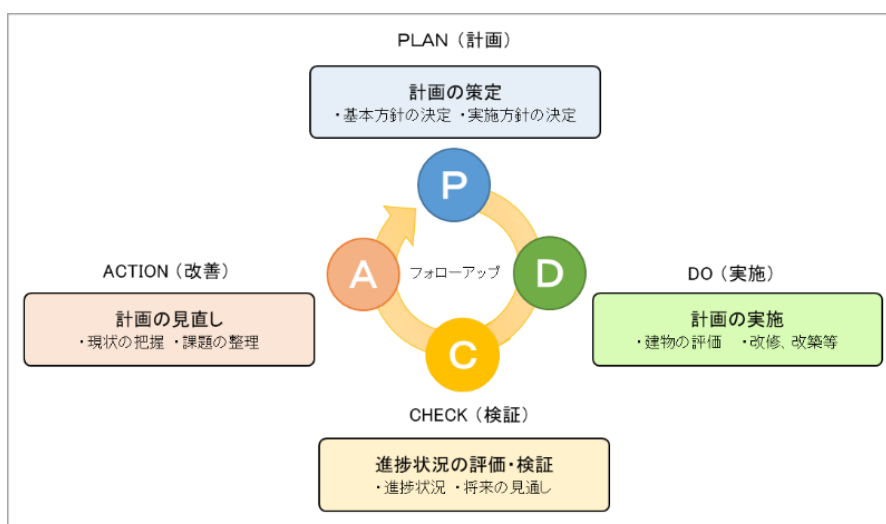 PLAN（計画）
計画の策定
・基本方針の決定 ・実施方針の決定
P
ACTION（改善）
計画の見直し
・現状の把握 ・課題の整理
A
フォローアップ
D
DO（実施）
計画の実施
・建物の評価 ・改修、改築等
C
CHECK（検証）
進捗状況の評価・検証
・進捗状況 ・将来の見通し